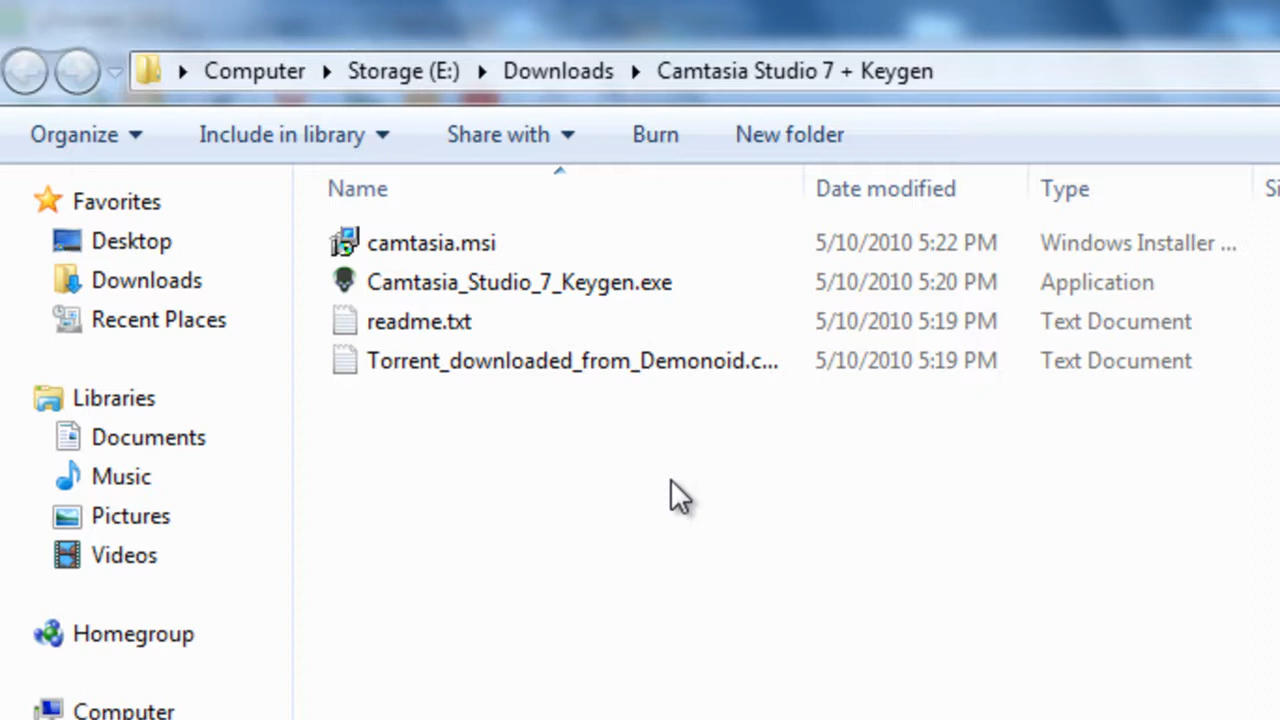 Computer Storage (E:) Downloads Camtasia Studio 7 + Keygen
Organize Include in library Share with Burn New folder
Name Date modified Type Si
Favorites
Desktop
Downloads
Recent Places
Libraries
Documents
Music
Pictures
Videos
Homegroup
Computer
camtasia.msi 5/10/2010 5:22 PM Windows Installer ...
Camtasia_Studio_7_Keygen.exe 5/10/2010 5:20 PM Application
readme.txt 5/10/2010 5:19 PM Text Document
Torrent_downloaded_from_Demonoid.c... 5/10/2010 5:19 PM Text Document